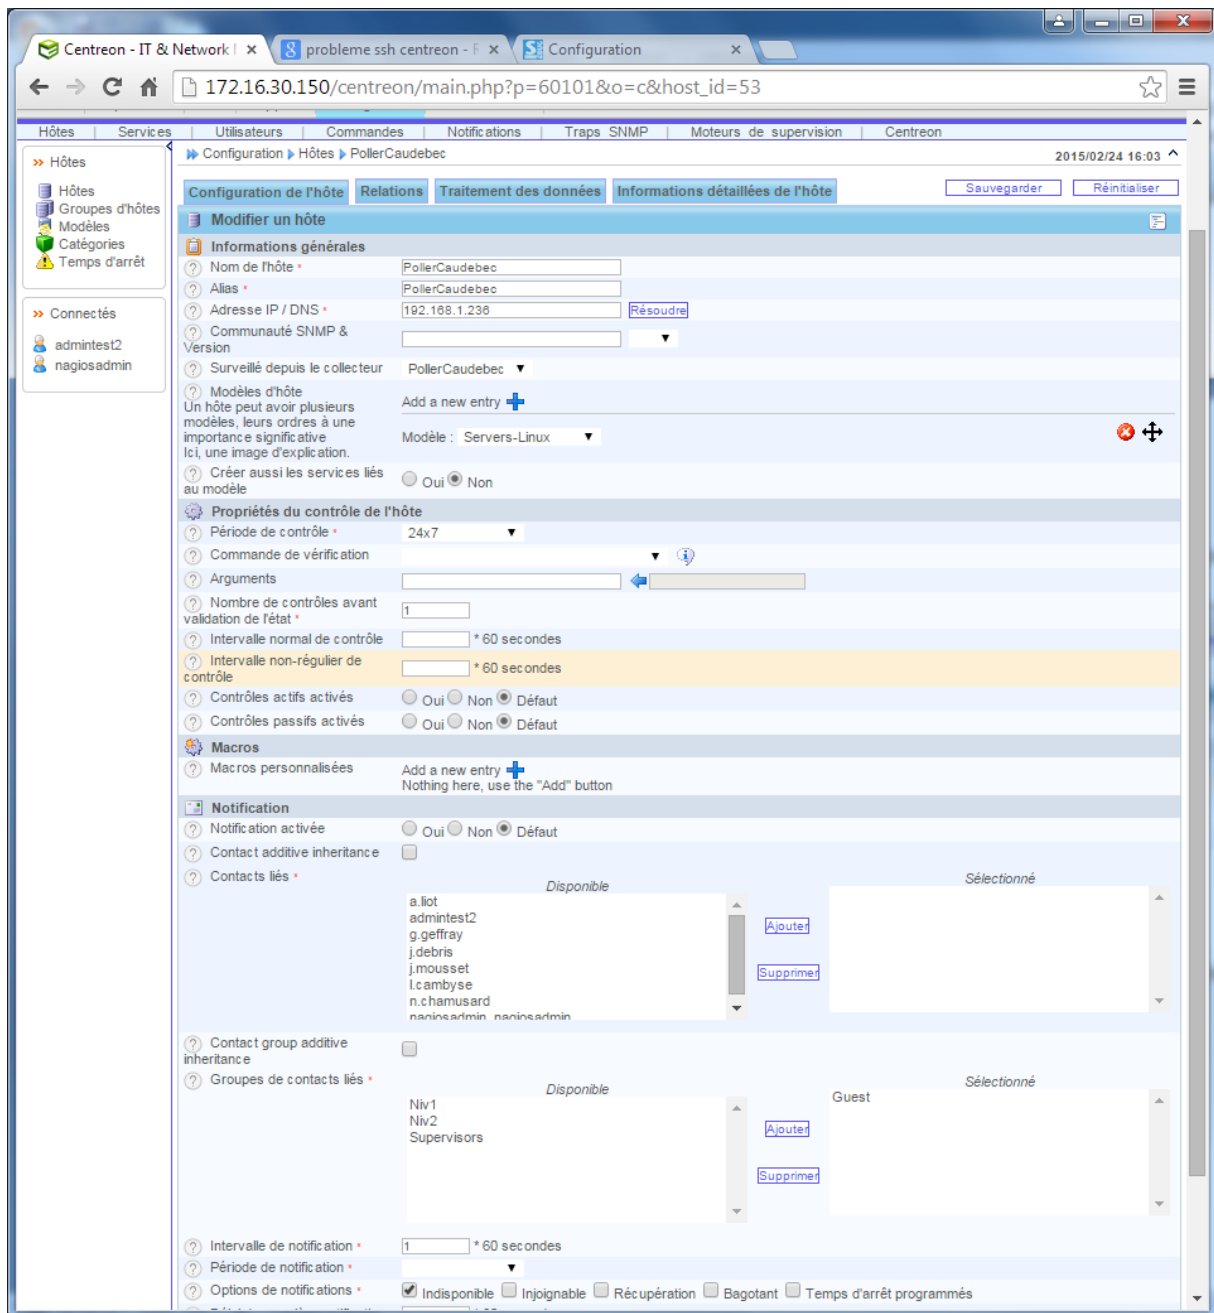 Centreon - IT & Network
probleme ssh centreon - F
Configuration
172.16.30.150/centreon/main.php?p=60101&o=c&host_id=53
Hôtes | Services | Utilisateurs | Commandes | Notifications | Traps SNMP | Moteurs de supervision | Centreon
Hôtes
Hôtes
Groupes d'hôtes
Modèles
Catégories
Temps d'arrêt
Connectés
admintest2
nagiosadmin
Configuration Hôtes PollerCaudebec
2015/02/24 16:03
Configuration de l'hôte Relations Traitement des données Informations détaillées de l'hôte
Sauvegarder Réinitialiser
Modifier un hôte
Informations générales
Nom de l'hôte * PollerCaudebec
Alias * PollerCaudebec
Adresse IP / DNS * 192.168.1.236 Résoudre
Communauté SNMP &
Version
Surveillé depuis le collecteur PollerCaudebec
Modèles d'hôte
Un hôte peut avoir plusieurs
modèles, leurs ordres à une
importance significative
Ici, une image d'explication.
Add a new entry
Modèle : Servers-Linux
Créer aussi les services liés
au modèle
Oui Non
Propriétés du contrôle de l'hôte
Période de contrôle * 24x7
Commande de vérification
Arguments
Nombre de contrôles avant
validation de l'état * 1
Intervalle normal de contrôle * 60 secondes
Intervalle non-régulier de
contrôle
* 60 secondes
Contrôles actifs activés Oui Non Défaut
Contrôles passifs activés Oui Non Défaut
Macros
Macros personnalisées
Add a new entry
Nothing here, use the "Add" button
Notification
Notification activée Oui Non Défaut
Contact additive inheritance
Contacts liés *
Disponible
a.liot
admintest2
g.geffray
j.debris
j.mousset
l.cambyse
n.chamusard
nagiosadmin_nagiosadmin
Ajouter
Supprimer
Sélectionné
Contact group additive
inheritance
Groupes de contacts liés *
Disponible
Niv1
Niv2
Supervisors
Ajouter
Supprimer
Sélectionné
Guest
Intervalle de notification * 1 * 60 secondes
Période de notification *
Options de notifications * Indisponible Injoignable Récupération Bagotant Temps d'arrêt programmés